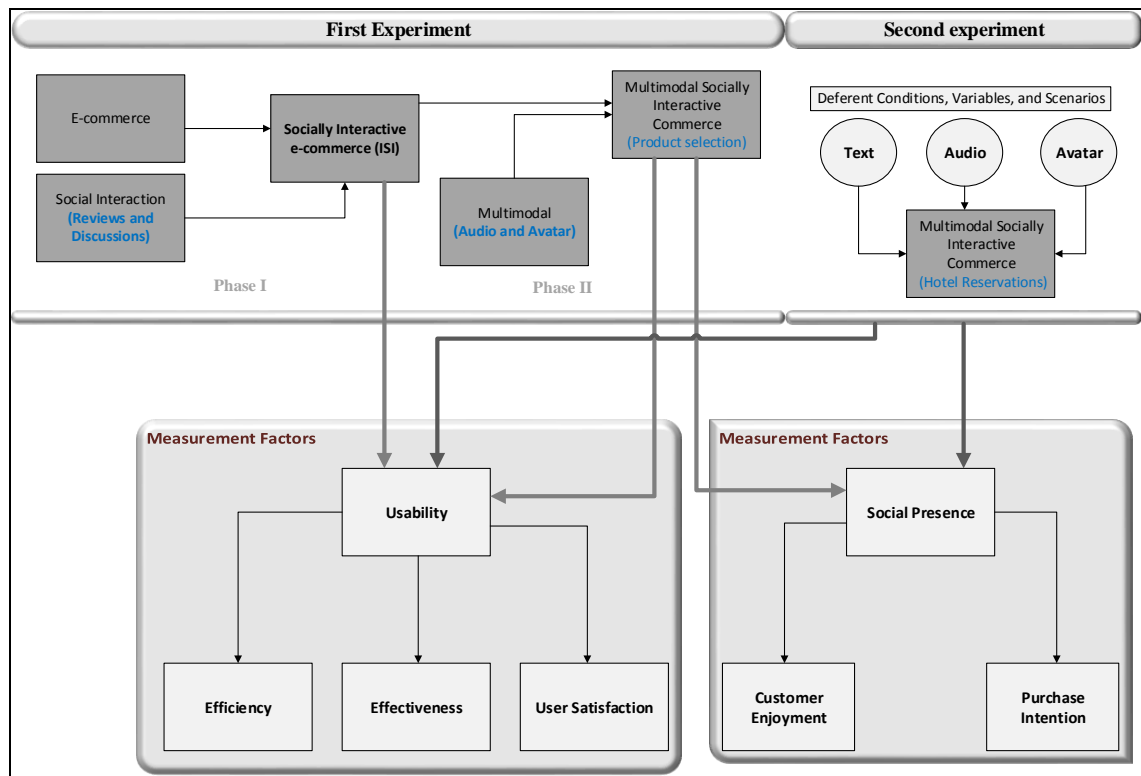 First Experiment
Second experiment
E-commerce
Social Interaction
(Reviews and
Discussions)
Socially Interactive
e-commerce (ISI)
Multimodal Socially
Interactive
Commerce
(Product selection)
Multimodal
(Audio and Avatar)
Phase I
Phase II
Deferent Conditions, Variables, and Scenarios
Text
Audio
Avatar
Multimodal Socially
Interactive
Commerce
(Hotel Reservations)
Measurement Factors
Usability
Efficiency
Effectiveness
User Satisfaction
Measurement Factors
Social Presence
Customer
Enjoyment
Purchase
Intention